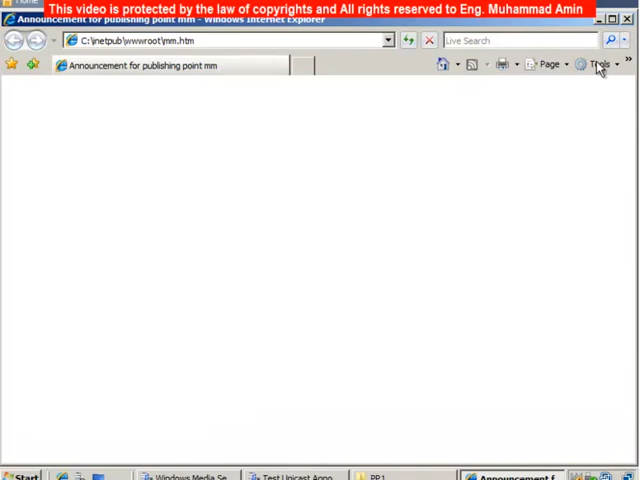 Home
This video is protected by the law of copyrights and All rights reserved to Eng. Muhammad Amin
Announcement for publishing point mm - Windows Internet Explorer
C:\inetpub\wwwroot\mm.htm
Live Search
Announcement for publishing point mm
Page
Tools
»
Start
Windows Media Se...
Test Unicast Anno...
PP1
Announcement f...